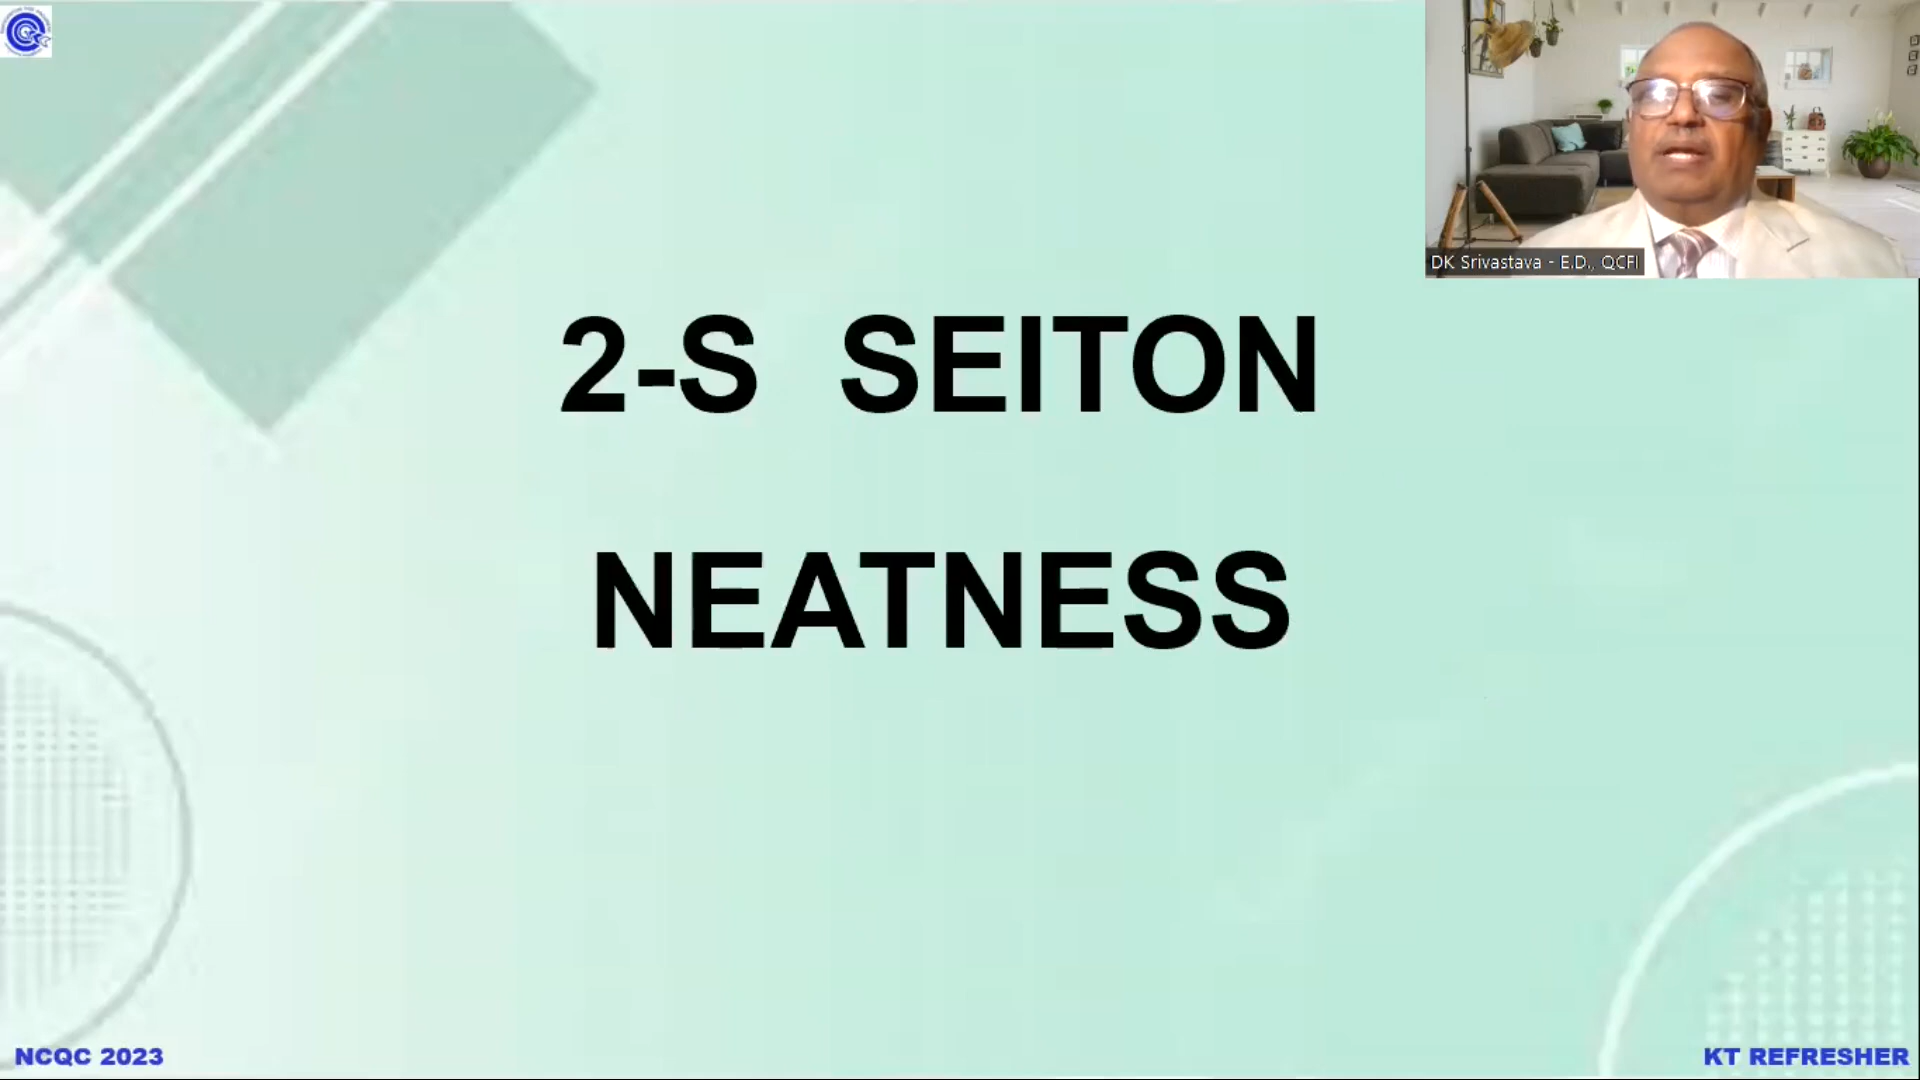 DK Srivastava - E.D., QCFI
2-S SEITON
NEATNESS
NCQC 2023
KT REFRESHER